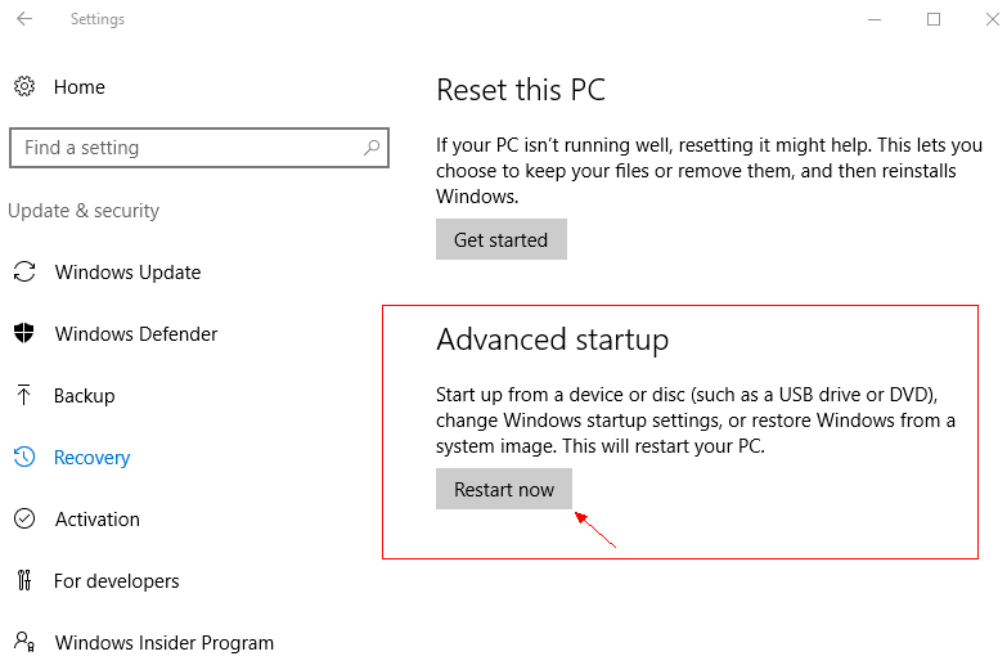 Settings
Home
Find a setting
Update & security
Windows Update
Windows Defender
Backup
Recovery
Activation
For developers
Windows Insider Program
Reset this PC
If your PC isn't running well, resetting it might help. This lets you
choose to keep your files or remove them, and then reinstalls
Windows.
Get started
Advanced startup
Start up from a device or disc (such as a USB drive or DVD),
change Windows startup settings, or restore Windows from a
system image. This will restart your PC.
Restart now